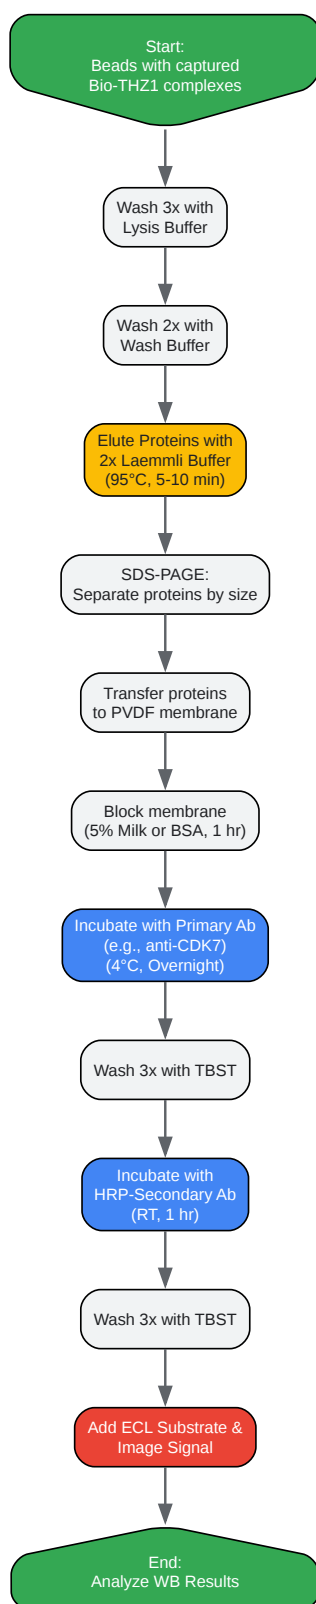 Start:
Beads with captured
Bio-THZ1 complexes
Wash 3x with
Lysis Buffer
Wash 2x with
Wash Buffer
Elute Proteins with
2x Laemmli Buffer
(95°C, 5-10 min)
SDS-PAGE:
Separate proteins by size
Transfer proteins
to PVDF membrane
Block membrane
(5% Milk or BSA, 1 hr)
Incubate with Primary Ab
(e.g., anti-CDK7)
(4°C, Overnight)
Wash 3x with TBST
Incubate with
HRP-Secondary Ab
(RT, 1 hr)
Wash 3x with TBST
Add ECL Substrate &
Image Signal
End:
Analyze WB Results